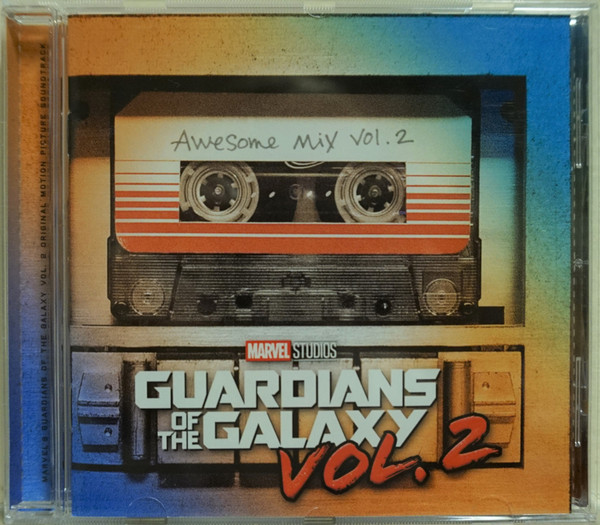 MARVEL'S GUARDIANS OF THE GALAXY VOL. 2 ORIGINAL MOTION PICTURE SOUNDTRACK
Awesome Mix Vol. 2
MARVEL STUDIOS
GUARDIANS
OF
THE GALAXY
VOL. 2